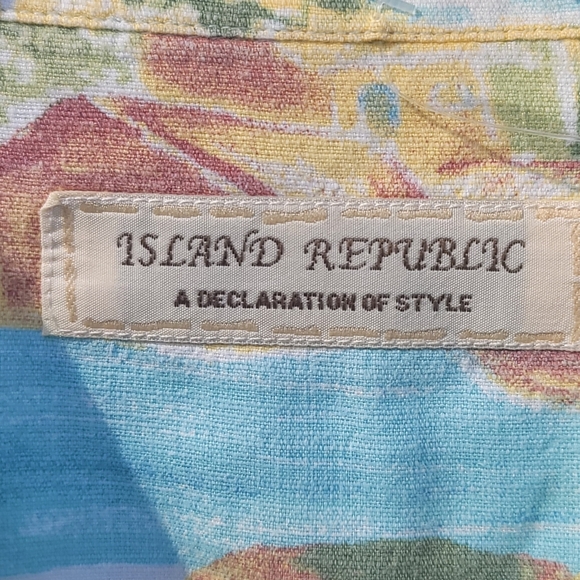 ISLAND REPUBLIC
A DECLARATION OF STYLE